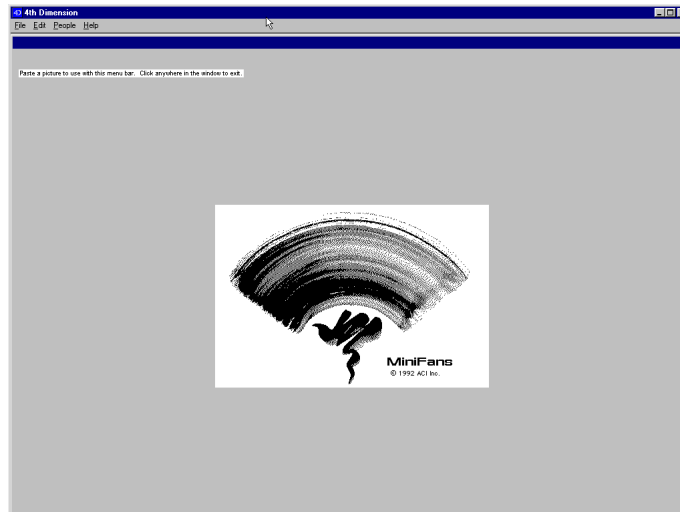 4D 4th Dimension
File Edit People Help
Paste a picture to use with this menu bar. Click anywhere in the window to exit.
MiniFans
© 1992 ACI Inc.